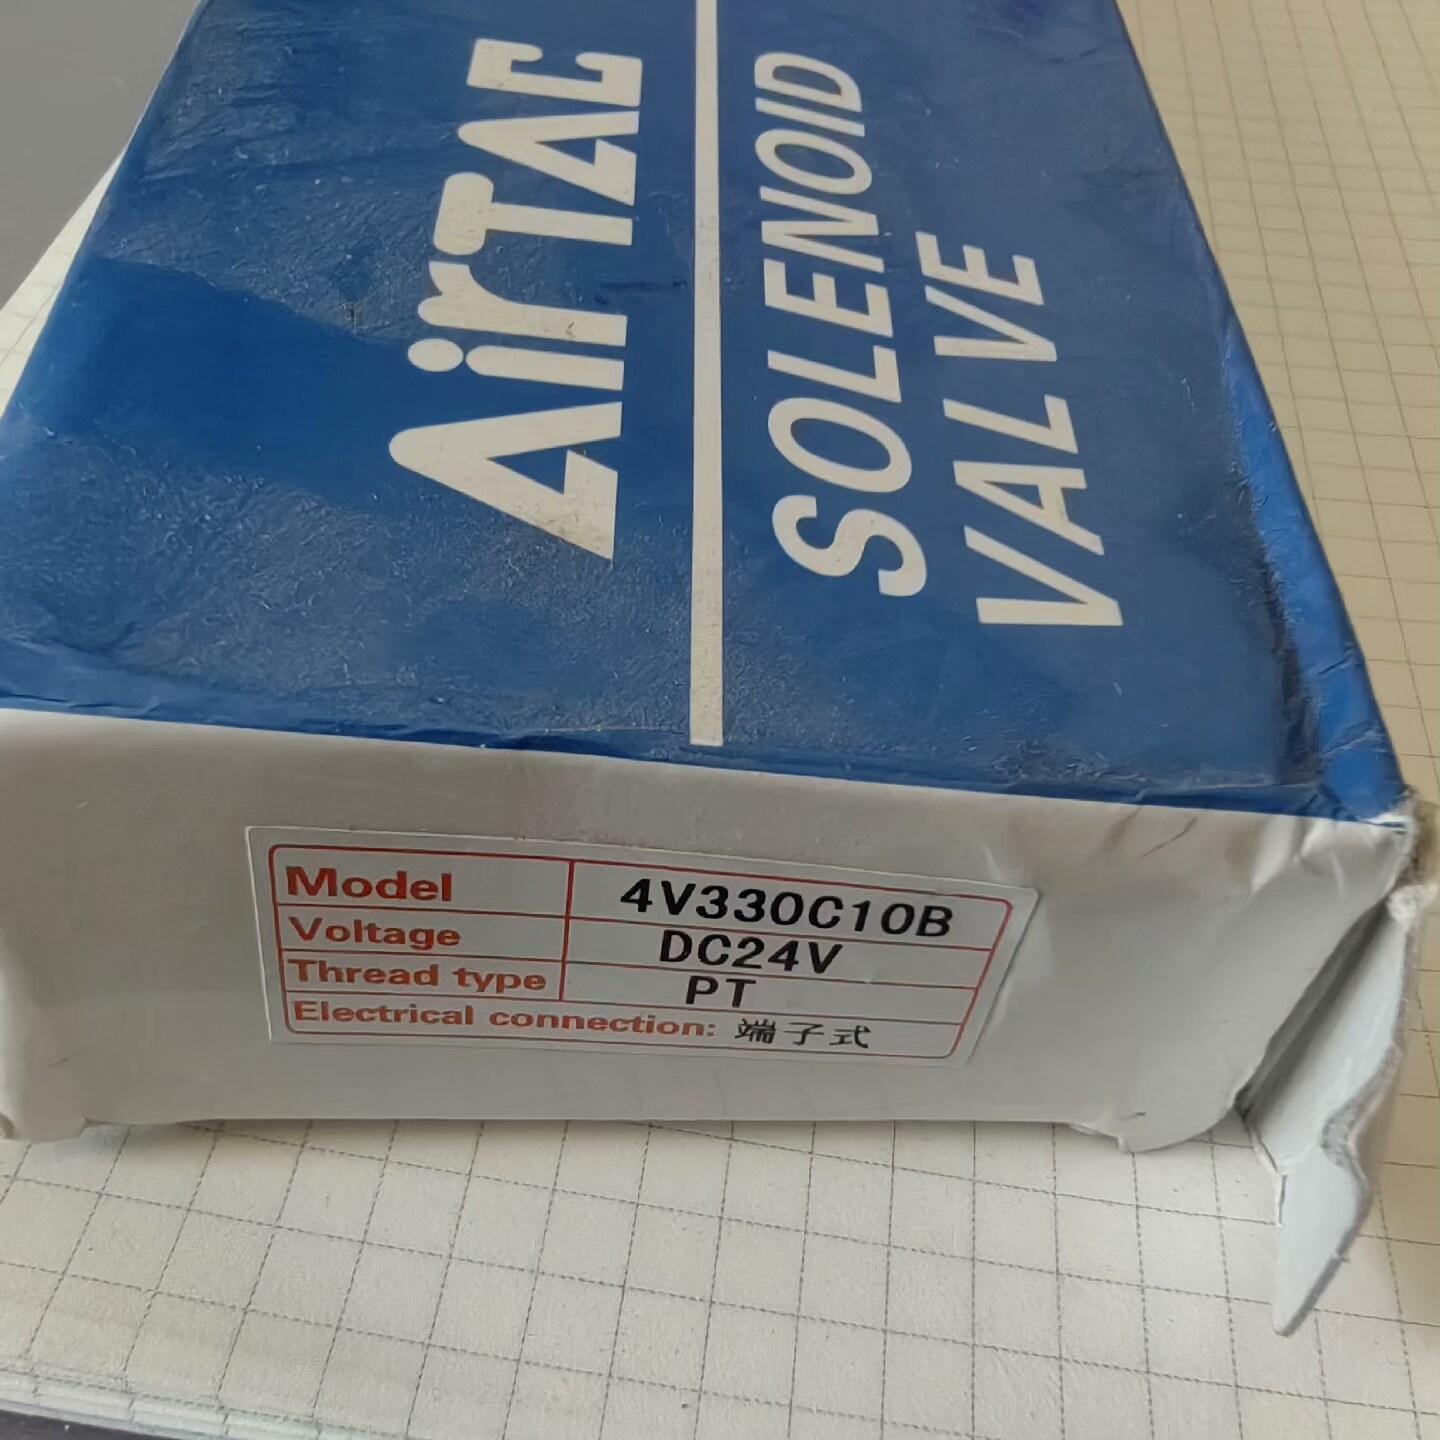 AirTAC
SOLENOID
VALVE
Model 4V330C10B
Voltage DC24V
Thread type PT
Electrical connection: 端子式